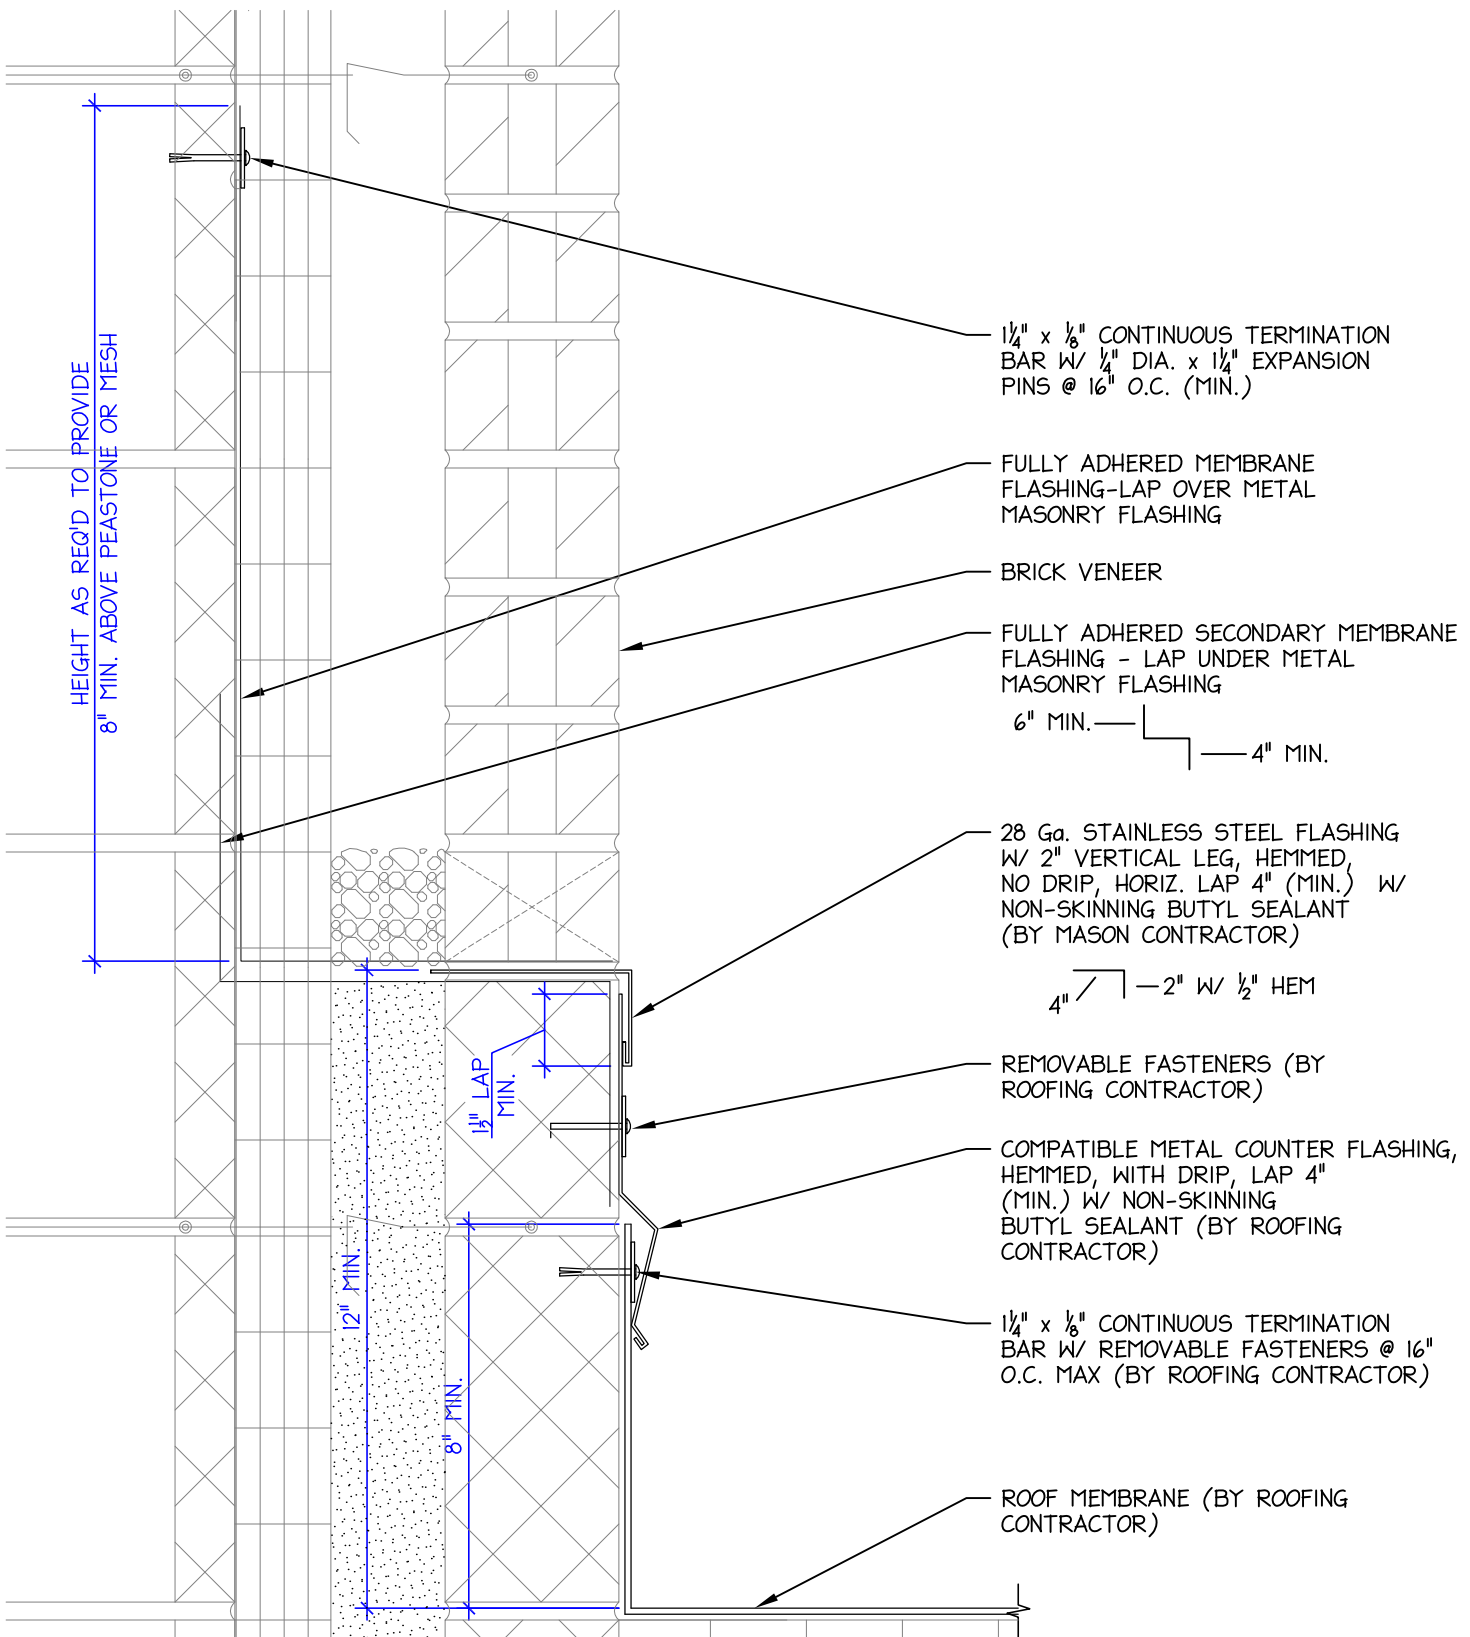 HEIGHT AS REQ'D TO PROVIDE
8" MIN. ABOVE PEASTONE OR MESH
1¼" x ⅛" CONTINUOUS TERMINATION
BAR W/ ¼" DIA. x 1¼" EXPANSION
PINS @ 16" O.C. (MIN.)
FULLY ADHERED MEMBRANE
FLASHING-LAP OVER METAL
MASONRY FLASHING
BRICK VENEER
FULLY ADHERED SECONDARY MEMBRANE
FLASHING - LAP UNDER METAL
MASONRY FLASHING
6" MIN.
4" MIN.
28 Ga. STAINLESS STEEL FLASHING
W/ 2" VERTICAL LEG, HEMMED,
NO DRIP, HORIZ. LAP 4" (MIN.) W/
NON-SKINNING BUTYL SEALANT
(BY MASON CONTRACTOR)
4"
2" W/ ½" HEM
1½" LAP
MIN.
REMOVABLE FASTENERS (BY
ROOFING CONTRACTOR)
COMPATIBLE METAL COUNTER FLASHING,
HEMMED, WITH DRIP, LAP 4"
(MIN.) W/ NON-SKINNING
BUTYL SEALANT (BY ROOFING
CONTRACTOR)
12" MIN.
8" MIN.
1¼" x ⅛" CONTINUOUS TERMINATION
BAR W/ REMOVABLE FASTENERS @ 16"
O.C. MAX (BY ROOFING CONTRACTOR)
ROOF MEMBRANE (BY ROOFING
CONTRACTOR)